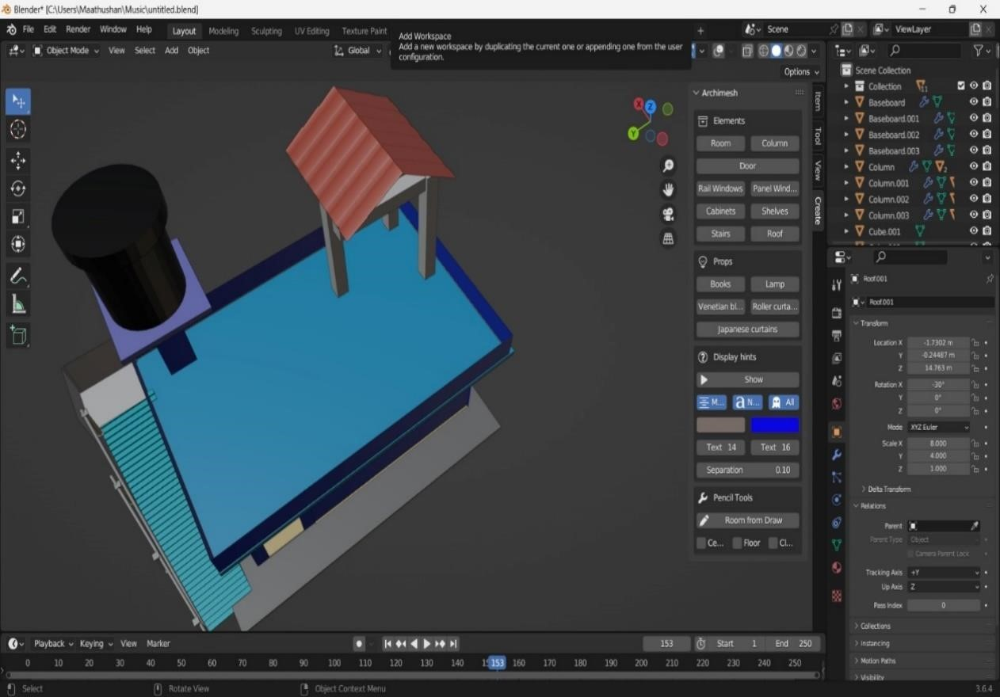 Blender* [C:\Users\Maathushan\Music\untitled.blend]
File Edit Render Window Help Layout Modeling Sculpting UV Editing Texture Paint Scene ViewLayer
Add Workspace
Add a new workspace by duplicating the current one or appending one from the user
configuration.
Object Mode View Select Add Object Global
Options
Archimesh
Elements
Room Column
Door
Rail Windows Panel Wind...
Cabinets Shelves
Stairs Roof
Props
Books Lamp
Venetian bl... Roller curta...
Japanese curtains
Display hints
Show
M... N... All
Text 14 Text 16
Separation 0.10
Pencil Tools
Room from Draw
Ce... Floor Cl...
Item
Tool
View
Create
X
Z
Y
Scene Collection
Collection 11
Baseboard
Baseboard.001
Baseboard.002
Baseboard.003
Column 2
Column.001
Column.002
Column.003
Cube.001
Roof.001
Roof.001
Transform
Location X -1.7302 m
Y -0.24487 m
Z 14.763 m
Rotation X -30°
Y 0°
Z 0°
Mode XYZ Euler
Scale X 8.000
Y 4.000
Z 1.000
Delta Transform
Relations
Parent
Parent Type Object
Camera Parent Lock
Tracking Axis +Y
Up Axis Z
Pass Index 0
Collections
Instancing
Motion Paths
Visibility
Playback Keying View Marker 153 Start 1 End 250
0 10 20 30 40 50 60 70 80 90 100 110 120 130 140 153 160 170 180 190 200 210 220 230 240 250
Select Rotate View Object Context Menu 3.6.4